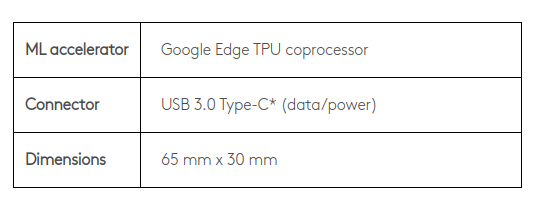 ML accelerator Google Edge TPU coprocessor
Connector USB 3.0 Type-C* (data/power)
Dimensions 65 mm x 30 mm